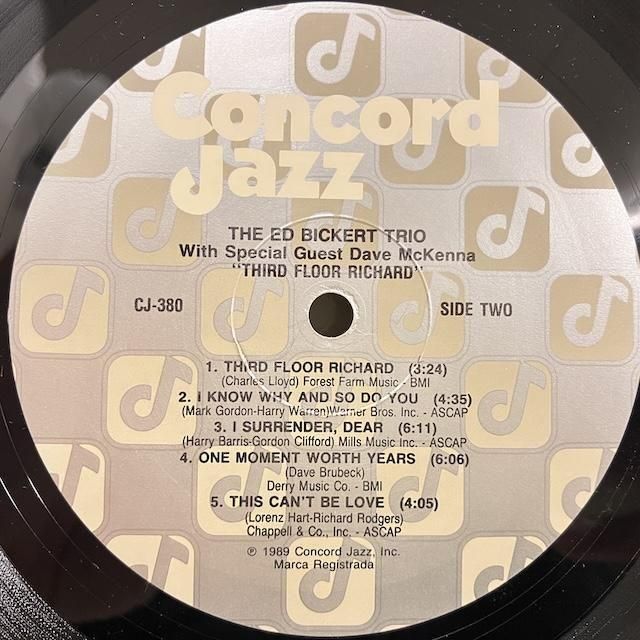 Concord
Jazz
THE ED BICKERT TRIO
With Special Guest Dave McKenna
"THIRD FLOOR RICHARD"
CJ-380 SIDE TWO
1. THIRD FLOOR RICHARD (3:24)
(Charles Lloyd) Forest Farm Music - BMI
2. I KNOW WHY AND SO DO YOU (4:35)
(Mark Gordon-Harry Warren)Werner Bros. Inc. - ASCAP
3. I SURRENDER, DEAR (6:11)
(Harry Barris-Gordon Clifford) Mills Music Inc. - ASCAP
4. ONE MOMENT WORTH YEARS (6:06)
(Dave Brubeck)
Derry Music Co. - BMI
5. THIS CAN'T BE LOVE (4:05)
(Lorenz Hart-Richard Rodgers)
Chappell & Co., Inc. - ASCAP
℗ 1989 Concord Jazz, Inc.
Marca Registrada